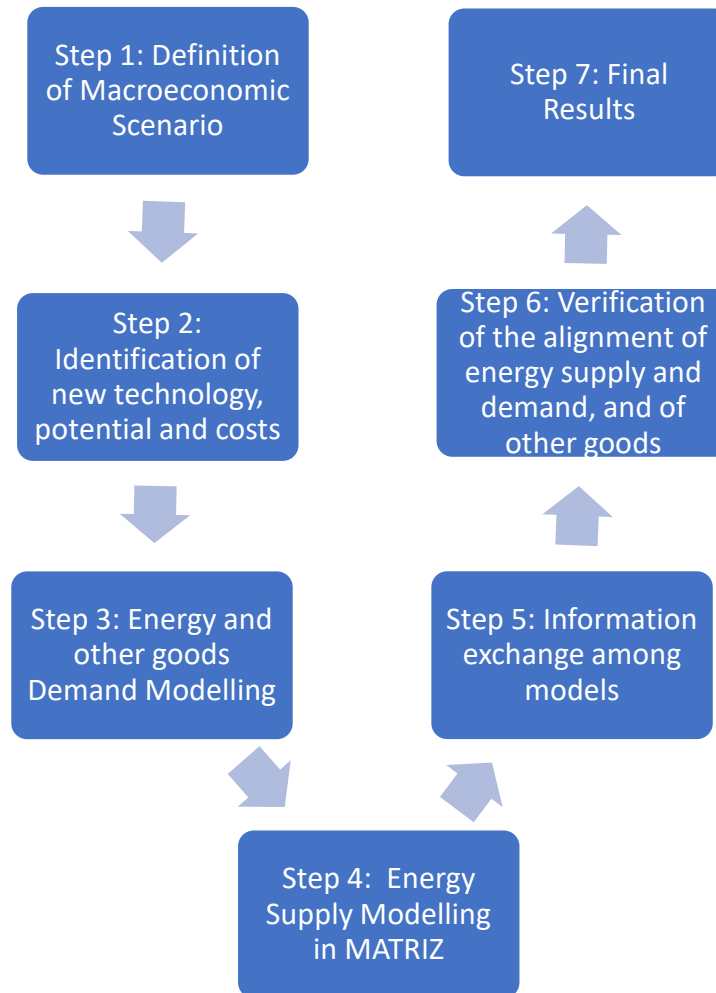 Step 1: Definition
of Macroeconomic
Scenario
Step 2:
Identification of
new technology,
potential and costs
Step 3: Energy and
other goods
Demand Modelling
Step 4:  Energy
Supply Modelling
in MATRIZ
Step 5: Information
exchange among
models
Step 6: Verification
of the alignment of
energy supply and
demand, and of
other goods
Step 7: Final
Results